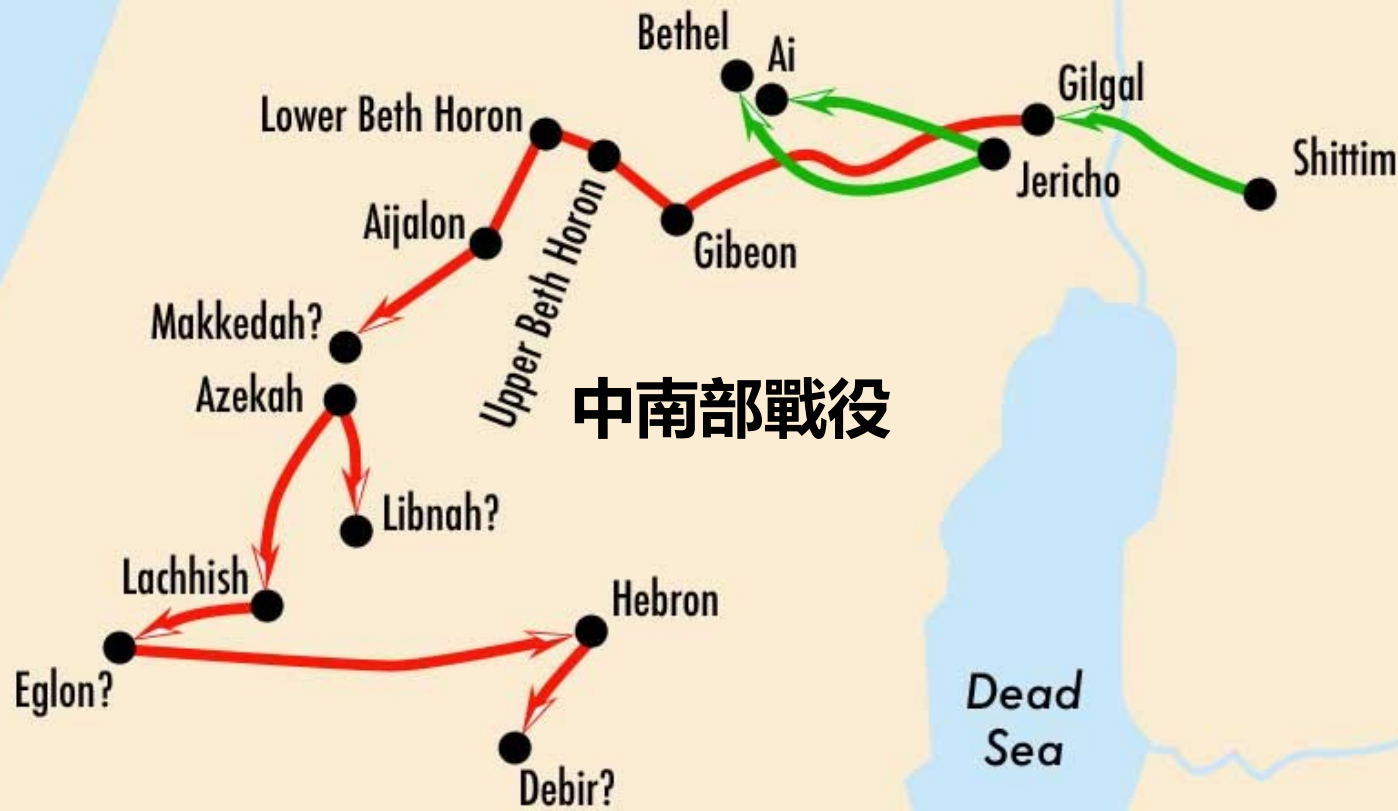 Bethel
Ai
Gilgal
Lower Beth Horon
Shittim
Jericho
Aijalon
Gibeon
Upper Beth Horon
Makkedah?
Azekah
中南部戰役
Libnah?
Lachhish
Hebron
Eglon?
Dead
Sea
Debir?